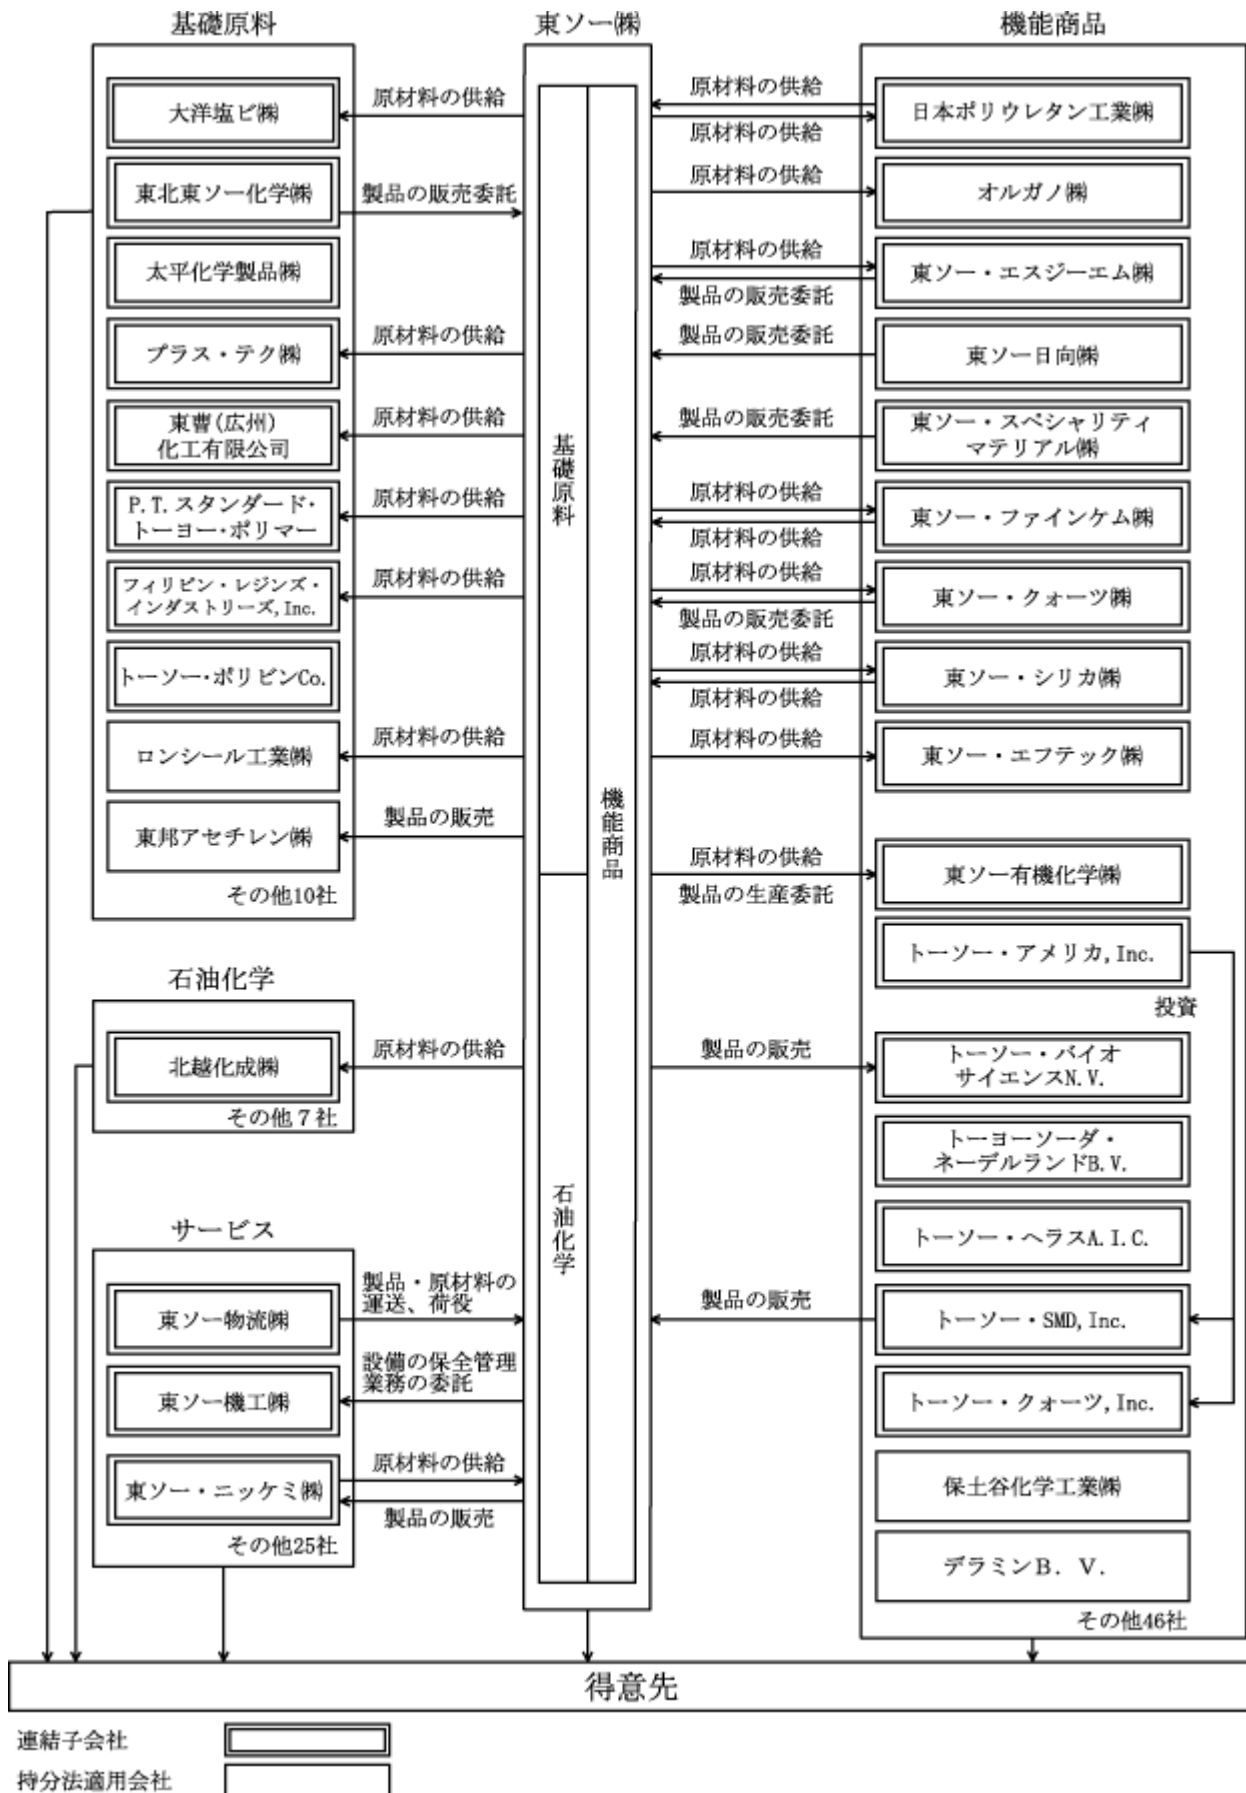 基礎原料
東ソー㈱
機能商品
大洋塩ビ㈱
原材料の供給
原材料の供給
原材料の供給
日本ポリウレタン工業㈱
東北東ソー化学㈱
製品の販売委託
原材料の供給
オルガノ㈱
太平化学製品㈱
原材料の供給
製品の販売委託
東ソー・エスジーエム㈱
プラス・テク㈱
原材料の供給
製品の販売委託
東ソー日向㈱
東曹(広州)
化工有限公司
原材料の供給
製品の販売委託
東ソー・スペシャリティ
マテリアル㈱
P.T.スタンダード・
トーヨー・ポリマー
原材料の供給
原材料の供給
原材料の供給
東ソー・ファインケム㈱
フィリピン・レジンズ・
インダストリーズ,Inc.
原材料の供給
原材料の供給
製品の販売委託
東ソー・クォーツ㈱
トーソー・ポリビンCo.
原材料の供給
原材料の供給
東ソー・シリカ㈱
ロンシール工業㈱
原材料の供給
原材料の供給
東ソー・エフテック㈱
東邦アセチレン㈱
製品の販売
その他10社
基礎原料
機能商品
石油化学
原材料の供給
製品の生産委託
東ソー有機化学㈱
トーソー・アメリカ,Inc.
投資
石油化学
北越化成㈱
原材料の供給
その他7社
製品の販売
トーソー・バイオ
サイエンスN.V.
トーヨーソーダ・
ネーデルランドB.V.
トーソー・ヘラスA.I.C.
サービス
東ソー物流㈱
製品・原材料の
運送、荷役
製品の販売
トーソー・SMD,Inc.
東ソー機工㈱
設備の保全管理
業務の委託
トーソー・クォーツ,Inc.
東ソー・ニッケミ㈱
原材料の供給
製品の販売
その他25社
保土谷化学工業㈱
デラミンB.V.
その他46社
得意先
連結子会社
持分法適用会社